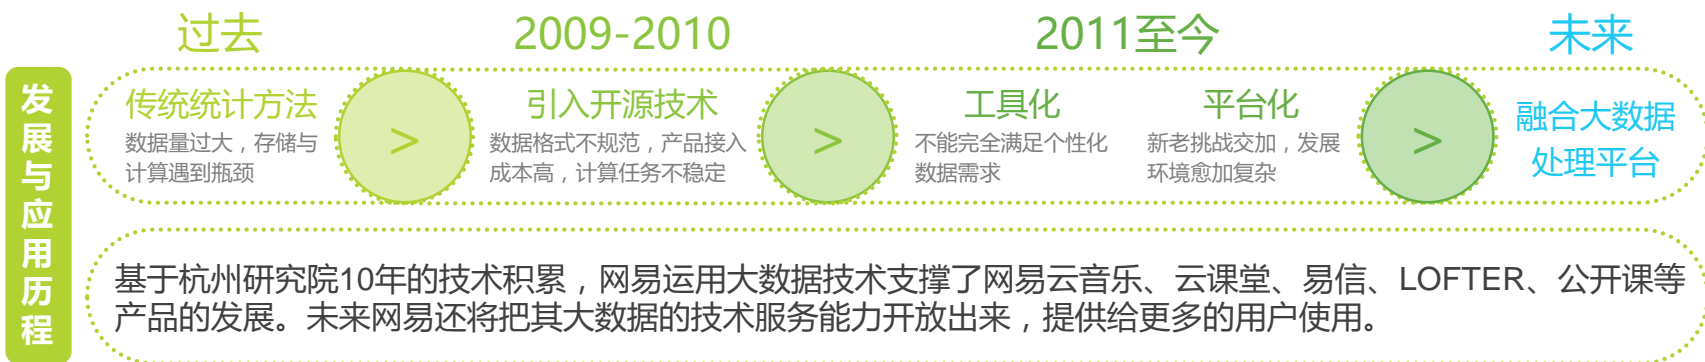 过去
2009-2010
2011至今
未来
发展与应用历程
传统统计方法
数据量过大，存储与
计算遇到瓶颈
>
引入开源技术
数据格式不规范，产品接入
成本高，计算任务不稳定
>
工具化
不能完全满足个性化
数据需求
平台化
新老挑战交加，发展
环境愈加复杂
>
融合大数据
处理平台
基于杭州研究院10年的技术积累，网易运用大数据技术支撑了网易云音乐、云课堂、易信、LOFTER、公开课等
产品的发展。未来网易还将把其大数据的技术服务能力开放出来，提供给更多的用户使用。